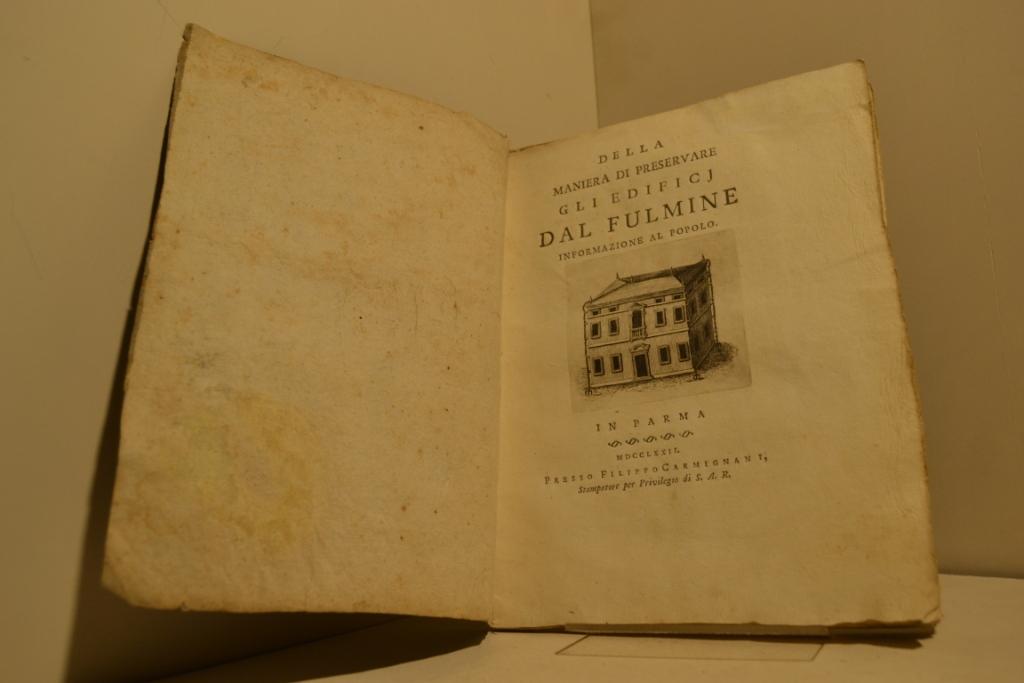 DELLA
MANIERA DI PRESERVARE
GLI EDIFICJ
DAL FULMINE
INFORMAZIONE AL POPOLO.
IN PARMA
MDCCLXXII.
PRESSO FILIPPO CARMIGNANI,
Stampatore per Privilegio di S. A. R.